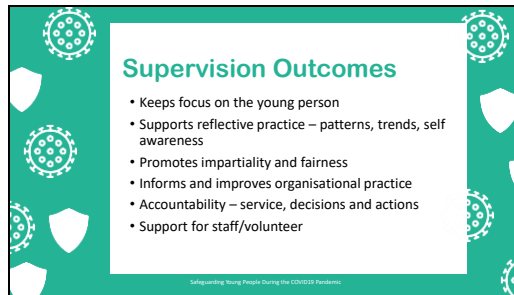 Supervision Outcomes
• Keeps focus on the young person
• Supports reflective practice – patterns, trends, self
awareness
• Promotes impartiality and fairness
• Informs and improves organisational practice
• Accountability – service, decisions and actions
• Support for staff/volunteer
Safeguarding Young People During the COVID19 Pandemic